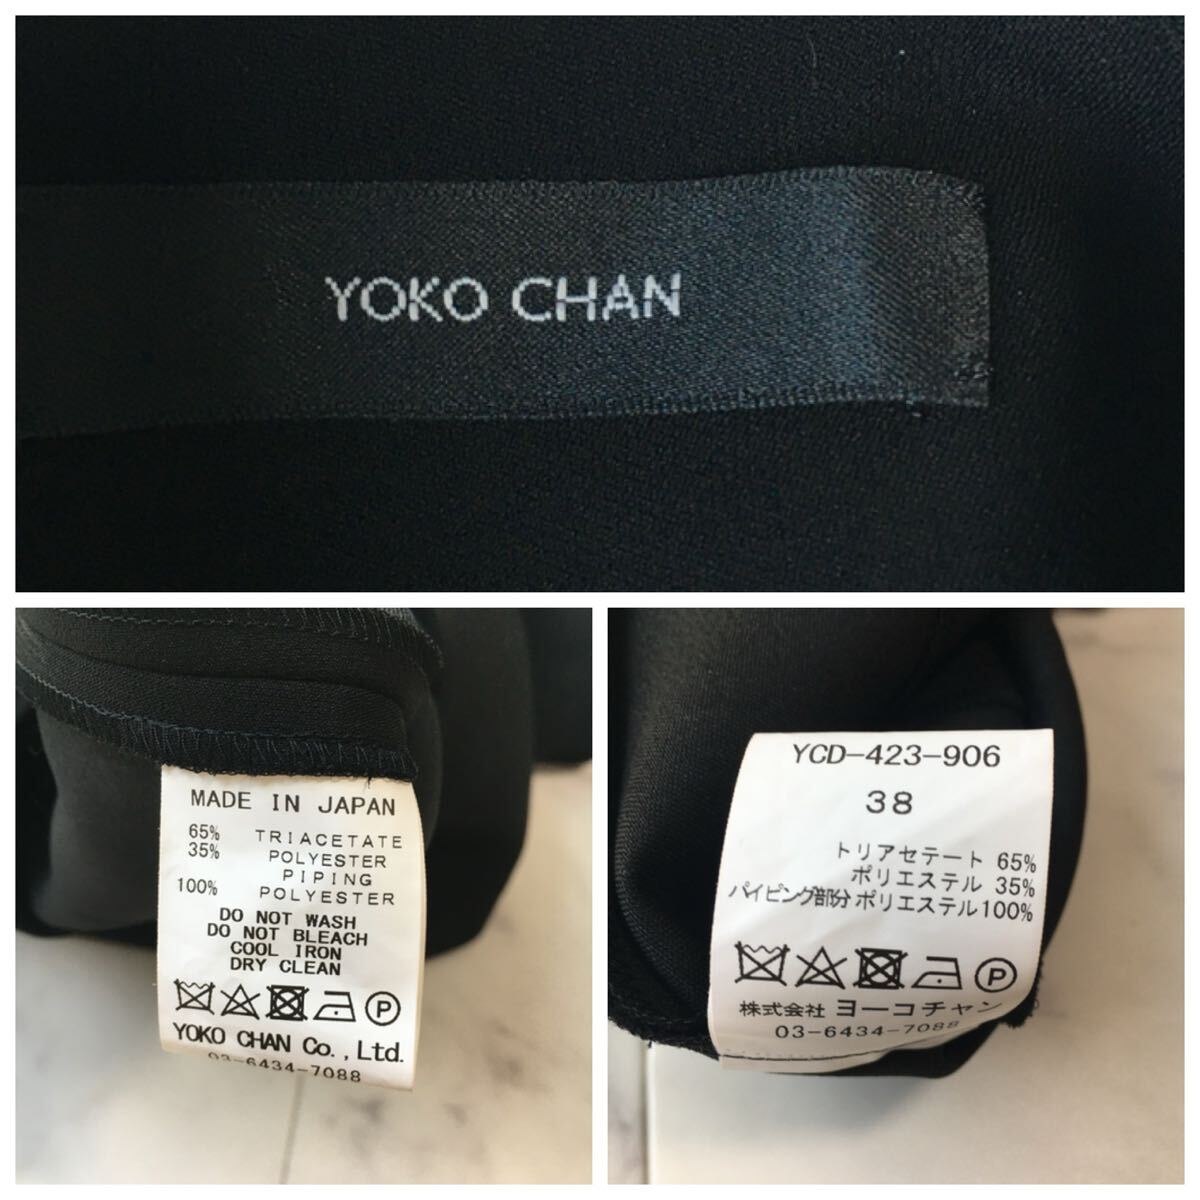 YOKO CHAN
MADE IN JAPAN
65% TRIACETATE
35% POLYESTER
PIPING
100% POLYESTER
DO NOT WASH
DO NOT BLEACH
COOL IRON
DRY CLEAN
P
YOKO CHAN Co.,Ltd.
03-6434-7088
YCD-423-906
38
トリアセテート 65%
ポリエステル 35%
パイピング部分 ポリエステル100%
P
株式会社 ヨーコチャン
03-6434-7088